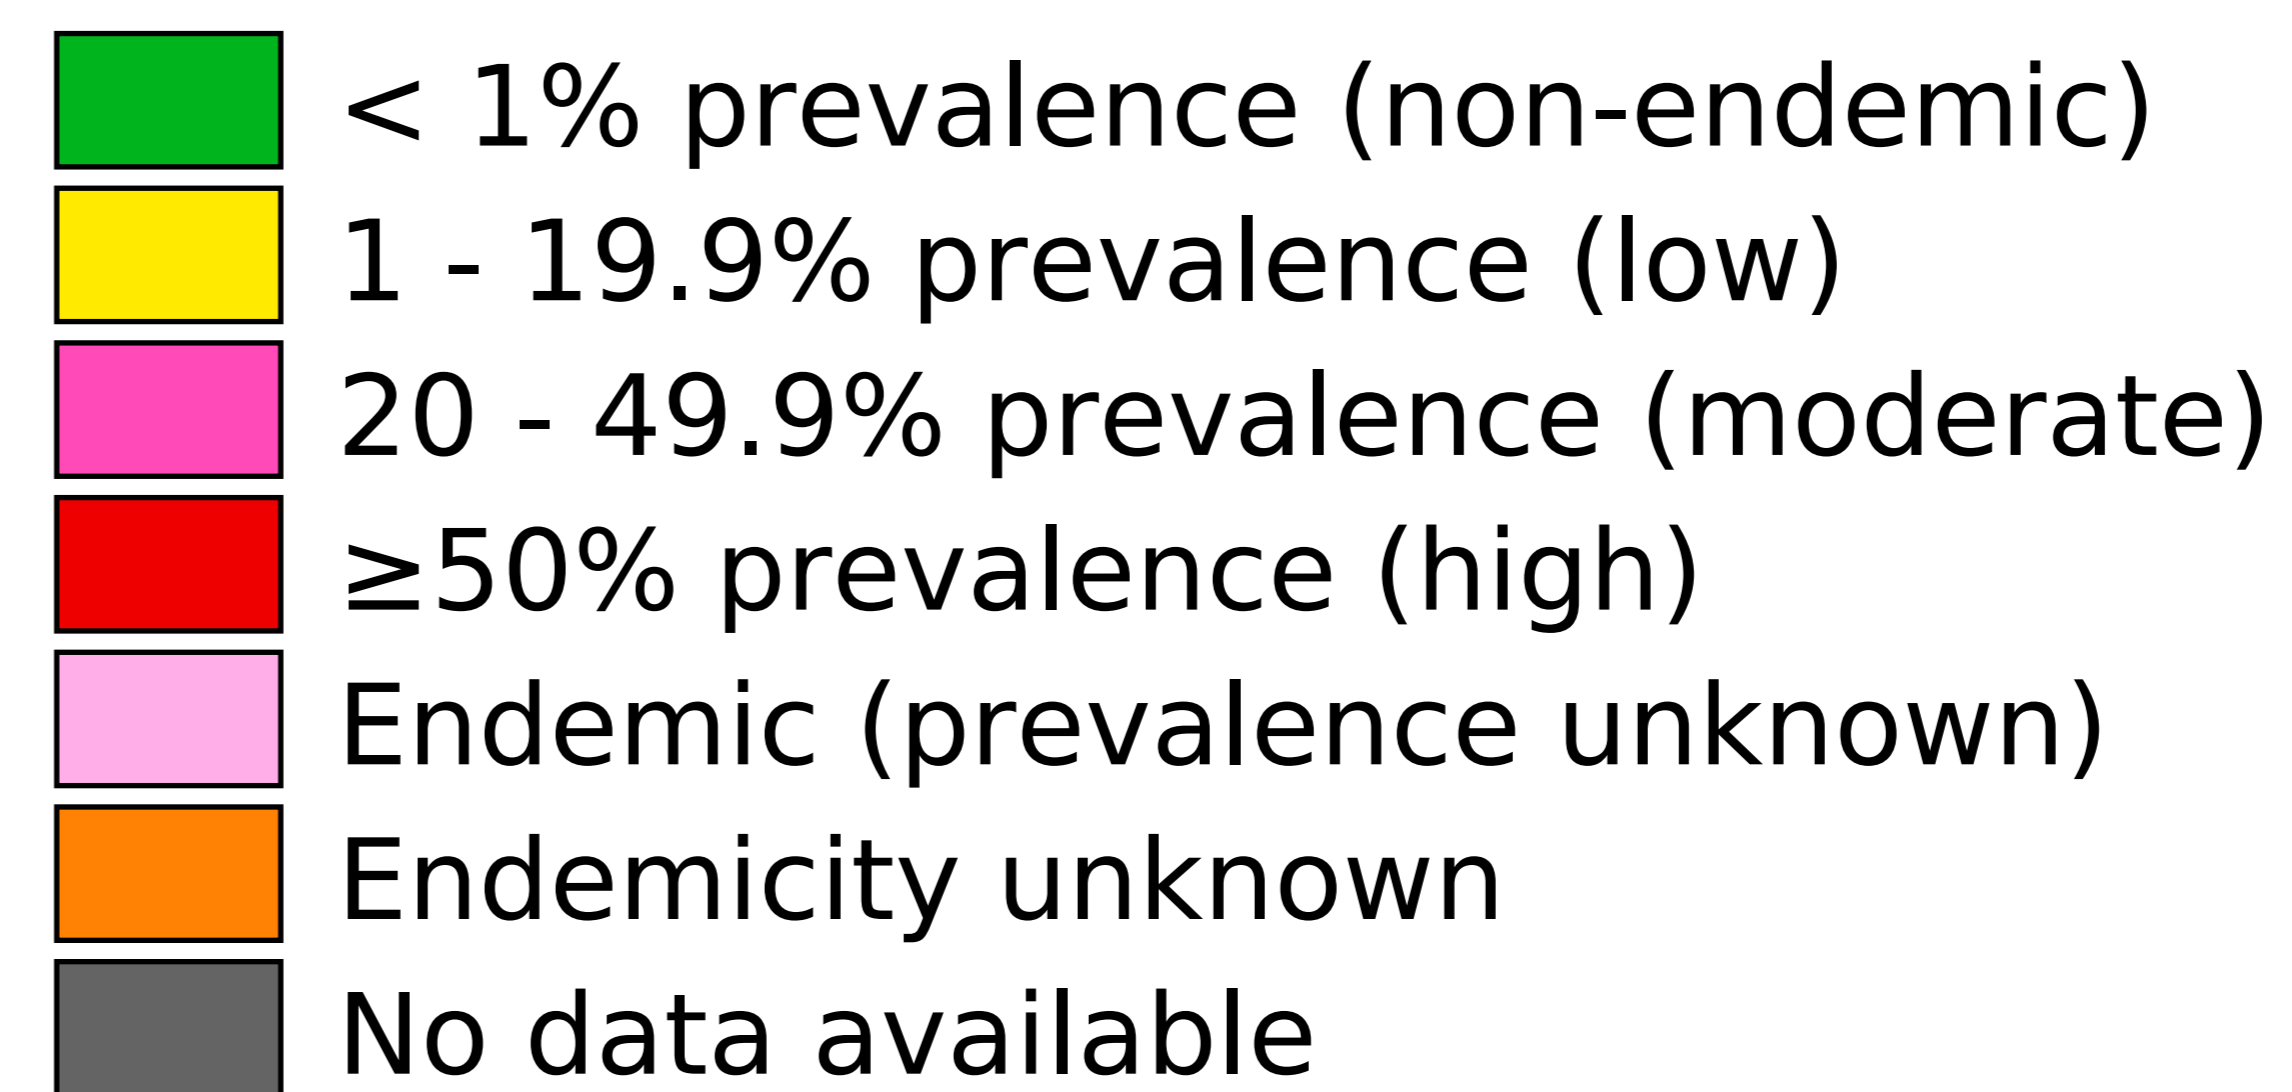 < 1% prevalence (non-endemic)
1 - 19.9% prevalence (low)
20 - 49.9% prevalence (moderate)
≥50% prevalence (high)
Endemic (prevalence unknown)
Endemicity unknown
No data available